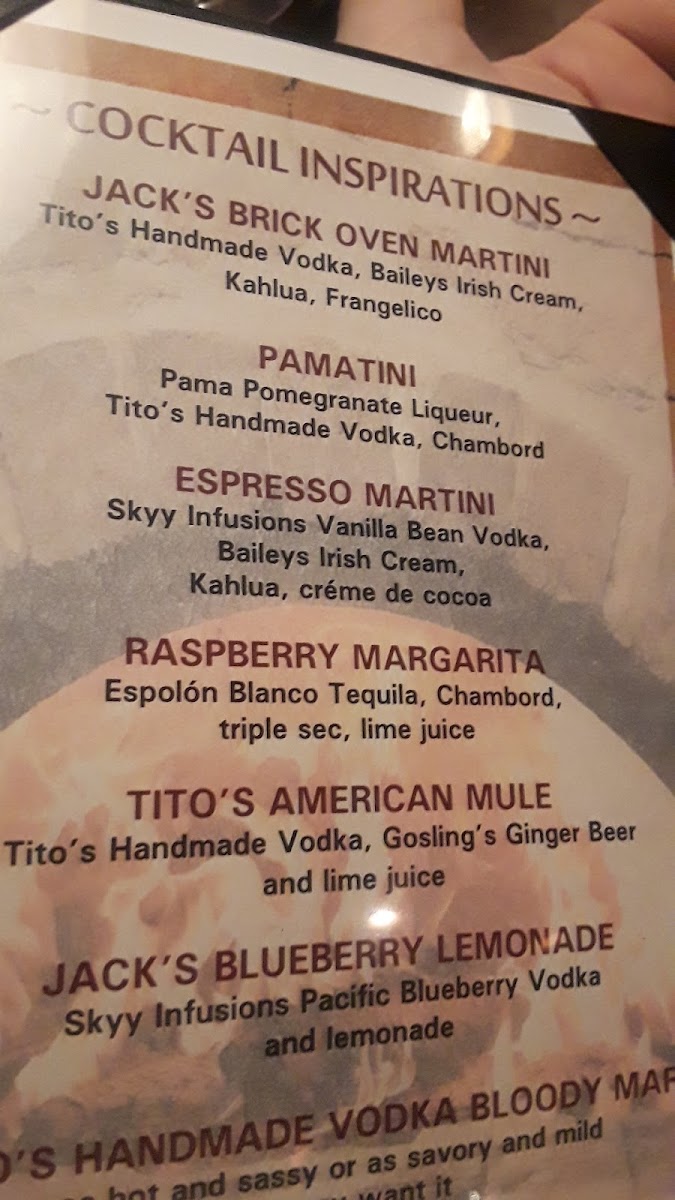 ~ COCKTAIL INSPIRATIONS ~
JACK'S BRICK OVEN MARTINI
Tito's Handmade Vodka, Baileys Irish Cream,
Kahlua, Frangelico
PAMATINI
Pama Pomegranate Liqueur,
Tito's Handmade Vodka, Chambord
ESPRESSO MARTINI
Skyy Infusions Vanilla Bean Vodka,
Baileys Irish Cream,
Kahlua, créme de cocoa
RASPBERRY MARGARITA
Espolón Blanco Tequila, Chambord,
triple sec, lime juice
TITO'S AMERICAN MULE
Tito's Handmade Vodka, Gosling's Ginger Beer
and lime juice
JACK'S BLUEBERRY LEMONADE
Skyy Infusions Pacific Blueberry Vodka
and lemonade
HANDMADE VODKA BLOODY
hot and sassy or as savory and mild
want it